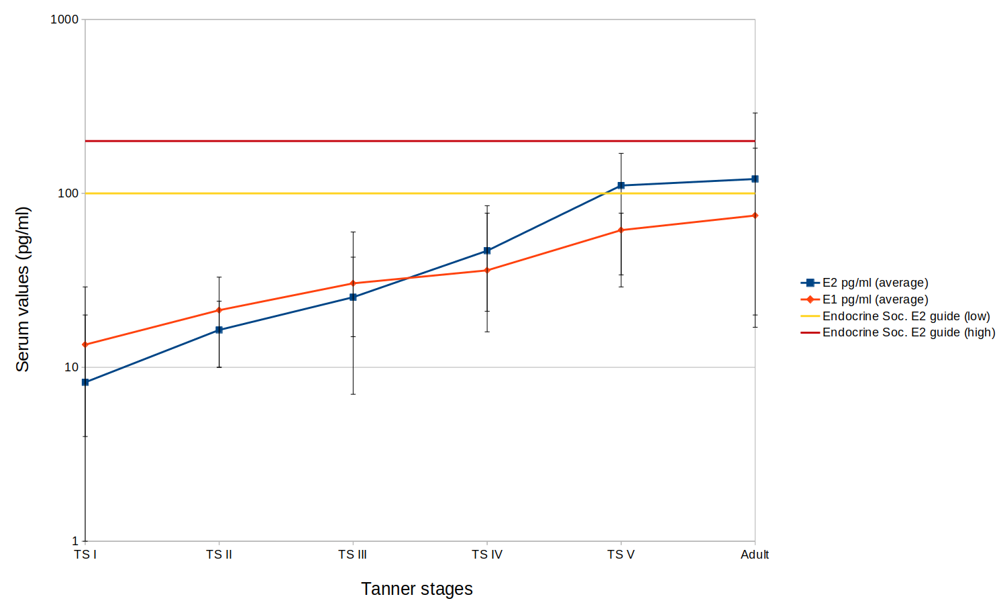 1000
100
10
1
Serum values (pg/ml)
TS I
TS II
TS III
TS IV
TS V
Adult
Tanner stages
E2 pg/ml (average)
E1 pg/ml (average)
Endocrine Soc. E2 guide (low)
Endocrine Soc. E2 guide (high)